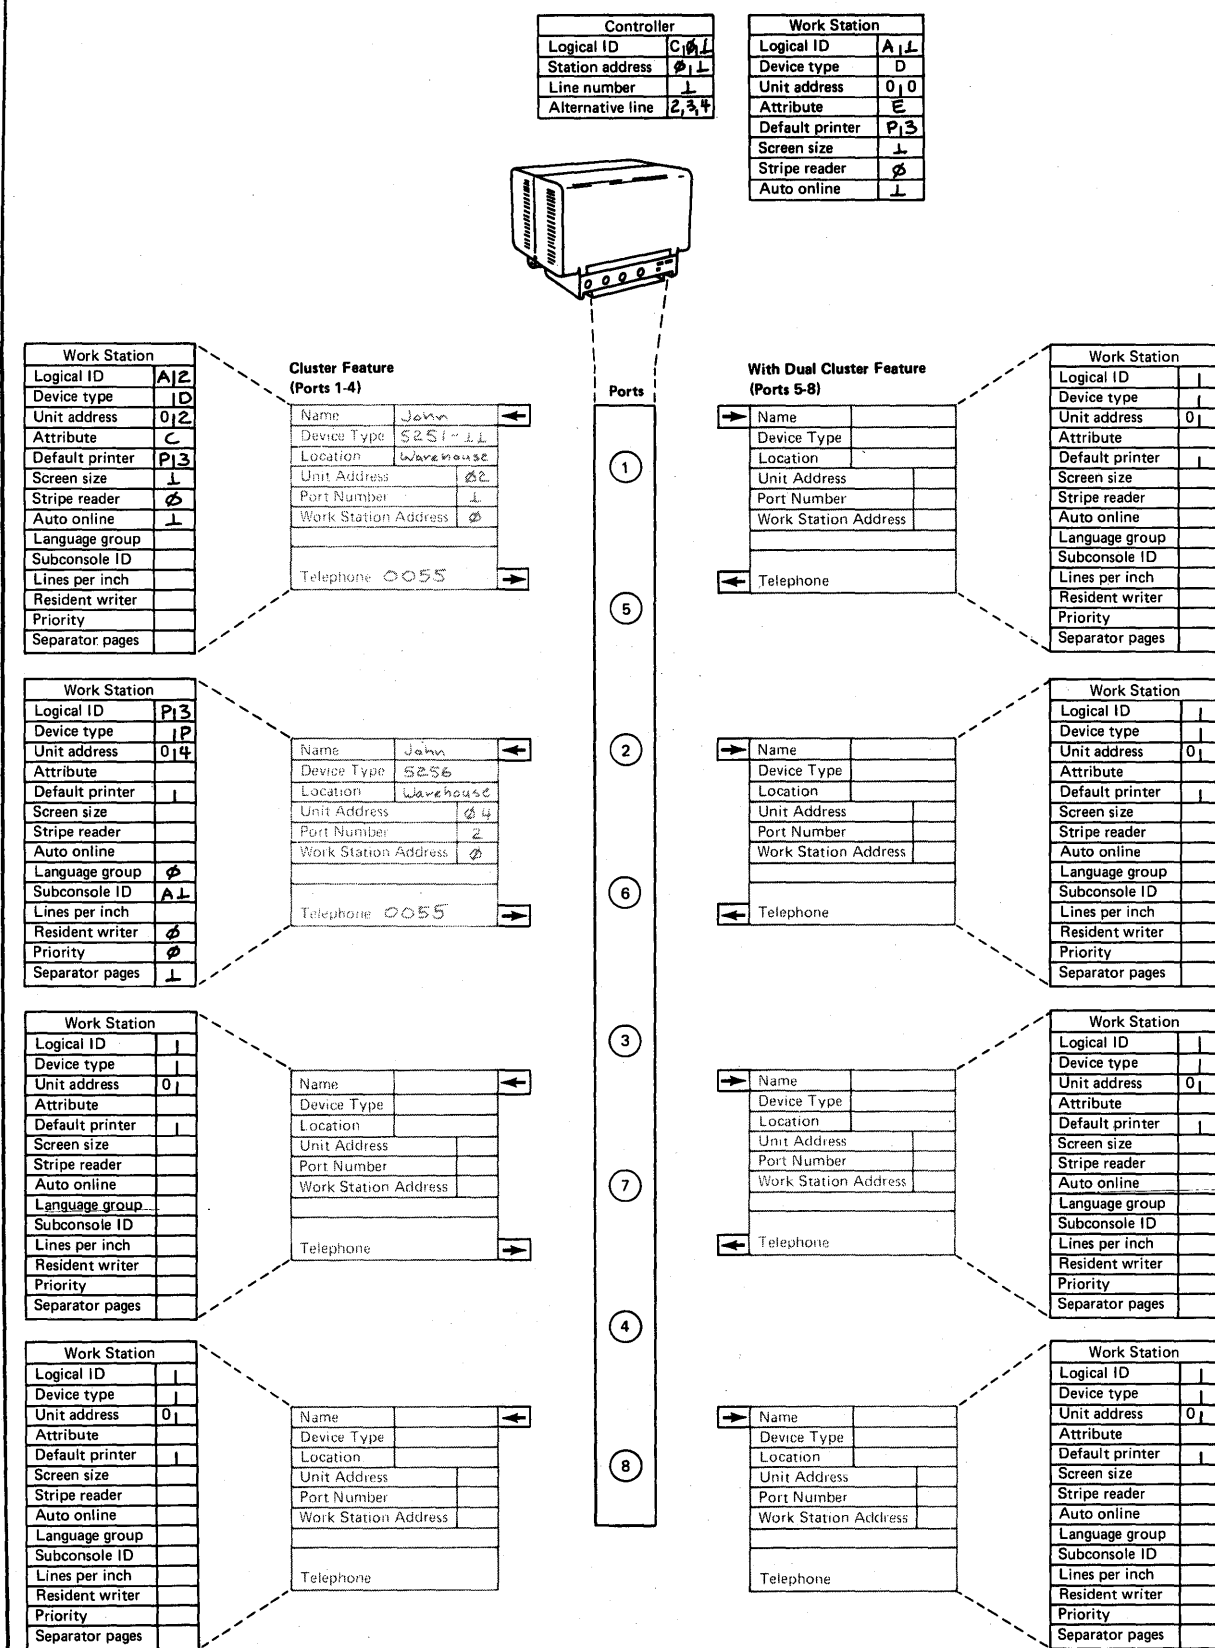 Controller
Logical ID C|Ø|1
Station address Ø|1
Line number 1
Alternative line 2,3,4
Work Station
Logical ID A|1
Device type D
Unit address 0|0
Attribute E
Default printer P|3
Screen size 1
Stripe reader Ø
Auto online 1
Work Station
Logical ID A|2
Device type |D
Unit address 0|2
Attribute C
Default printer P|3
Screen size 1
Stripe reader Ø
Auto online 1
Language group
Subconsole ID
Lines per inch
Resident writer
Priority
Separator pages
Cluster Feature
(Ports 1-4)
Name John
Device Type 5251-11
Location Warehouse
Unit Address Ø2
Port Number 1
Work Station Address Ø
Telephone 0055
Ports
1
5
2
6
3
7
4
8
With Dual Cluster Feature
(Ports 5-8)
Name
Device Type
Location
Unit Address
Port Number
Work Station Address
Telephone
Work Station
Logical ID
Device type
Unit address 0|
Attribute
Default printer
Screen size
Stripe reader
Auto online
Language group
Subconsole ID
Lines per inch
Resident writer
Priority
Separator pages
Work Station
Logical ID P|3
Device type |P
Unit address 0|4
Attribute
Default printer
Screen size
Stripe reader
Auto online
Language group Ø
Subconsole ID A1
Lines per inch
Resident writer Ø
Priority Ø
Separator pages 1
Name John
Device Type 5256
Location Warehouse
Unit Address Ø4
Port Number 2
Work Station Address Ø
Telephone 0055
Name
Device Type
Location
Unit Address
Port Number
Work Station Address
Telephone
Work Station
Logical ID
Device type
Unit address 0|
Attribute
Default printer
Screen size
Stripe reader
Auto online
Language group
Subconsole ID
Lines per inch
Resident writer
Priority
Separator pages
Work Station
Logical ID
Device type
Unit address 0|
Attribute
Default printer
Screen size
Stripe reader
Auto online
Language group
Subconsole ID
Lines per inch
Resident writer
Priority
Separator pages
Name
Device Type
Location
Unit Address
Port Number
Work Station Address
Telephone
Name
Device Type
Location
Unit Address
Port Number
Work Station Address
Telephone
Work Station
Logical ID
Device type
Unit address 0|
Attribute
Default printer
Screen size
Stripe reader
Auto online
Language group
Subconsole ID
Lines per inch
Resident writer
Priority
Separator pages
Work Station
Logical ID
Device type
Unit address 0|
Attribute
Default printer
Screen size
Stripe reader
Auto online
Language group
Subconsole ID
Lines per inch
Resident writer
Priority
Separator pages
Name
Device Type
Location
Unit Address
Port Number
Work Station Address
Telephone
Name
Device Type
Location
Unit Address
Port Number
Work Station Address
Telephone
Work Station
Logical ID
Device type
Unit address 0|
Attribute
Default printer
Screen size
Stripe reader
Auto online
Language group
Subconsole ID
Lines per inch
Resident writer
Priority
Separator pages